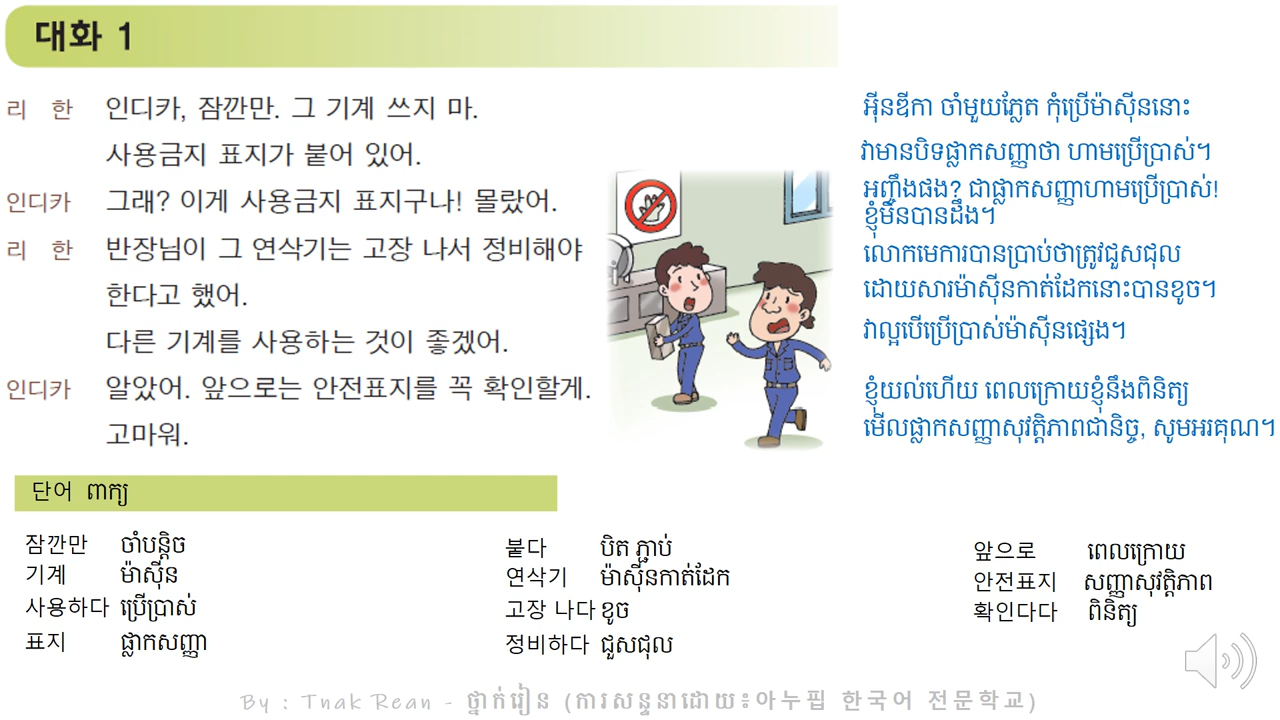 대화 1
리 한 인디카, 잠깐만. 그 기계 쓰지 마.
사용금지 표지가 붙어 있어.
인디카 그래? 이게 사용금지 표지구나! 몰랐어.
리 한 반장님이 그 연삭기는 고장 나서 정비해야
한다고 했어.
다른 기계를 사용하는 것이 좋겠어.
인디카 알았어. 앞으로는 안전표지를 꼭 확인할게.
고마워.
អ៊ីនឌីកា ចាំមួយភ្លែត កុំប្រើម៉ាស៊ីននោះ
វាមានបិទផ្លាកសញ្ញាថា ហាមប្រើប្រាស់។
អញ្ចឹងផង? ជាផ្លាកសញ្ញាហាមប្រើប្រាស់!
ខ្ញុំមិនបានដឹង។
លោកមេការបានប្រាប់ថាត្រូវជួសជុល
ដោយសារម៉ាស៊ីនកាត់ដែកនោះបានខូច។
វាល្អបើប្រើប្រាស់ម៉ាស៊ីនផ្សេង។
ខ្ញុំយល់ហើយ ពេលក្រោយខ្ញុំនឹងពិនិត្យ
មើលផ្លាកសញ្ញាសុវត្ថិភាពជានិច្ច, សូមអរគុណ។
단어 ពាក្យ
잠깐만 ចាំបន្តិច
기계 ម៉ាស៊ីន
사용하다 ប្រើប្រាស់
표지 ផ្លាកសញ្ញា
붙다 បិត ភ្ជាប់
연삭기 ម៉ាស៊ីនកាត់ដែក
고장 나다 ខូច
정비하다 ជួសជុល
앞으로 ពេលក្រោយ
안전표지 សញ្ញាសុវត្ថិភាព
확인다다 ពិនិត្យ
By : Tnak Rean - ថ្នាក់រៀន (ការសន្ទនាដោយ៖아누핍 한국어 전문학교)